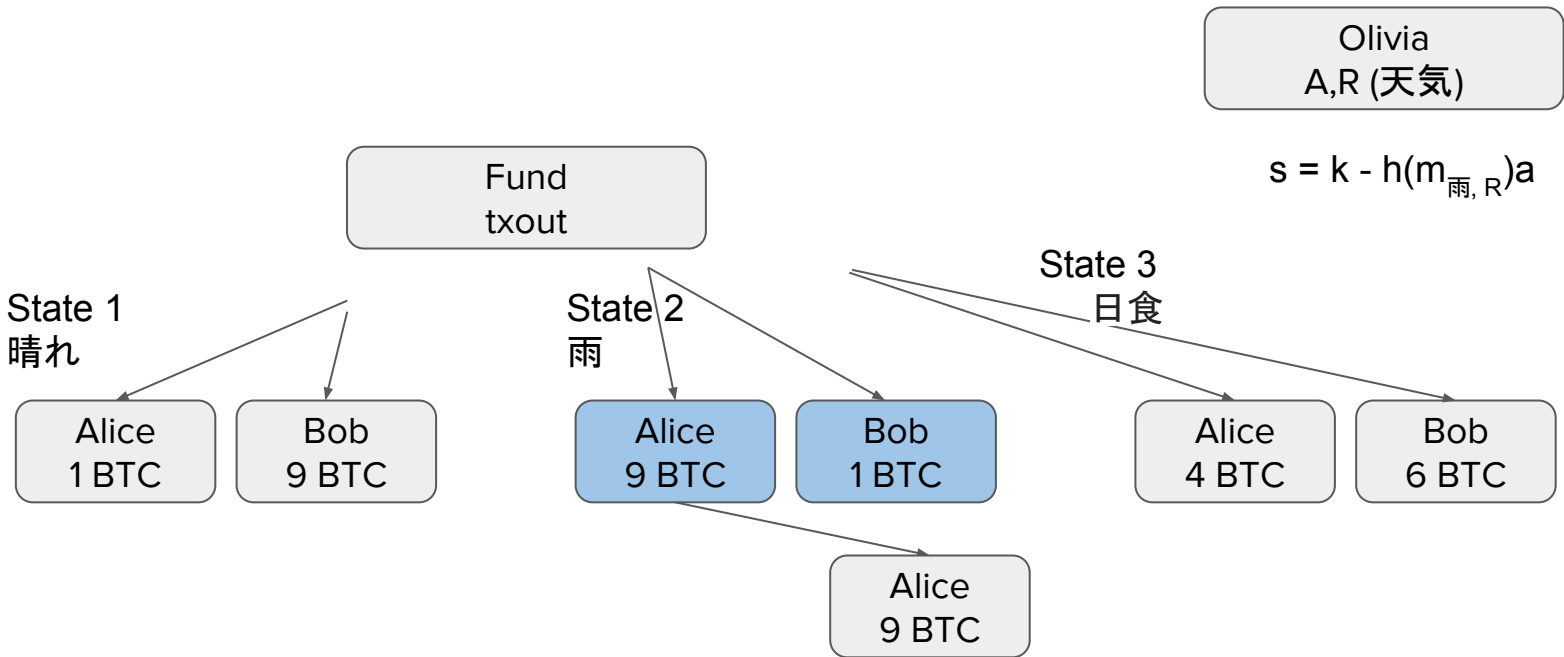 Olivia
A,R (天気)
s = k - h(m雨, R)a
Fund
txout
State 1
晴れ
State 2
雨
State 3
日食
Alice
1 BTC
Bob
9 BTC
Alice
9 BTC
Bob
1 BTC
Alice
4 BTC
Bob
6 BTC
Alice
9 BTC